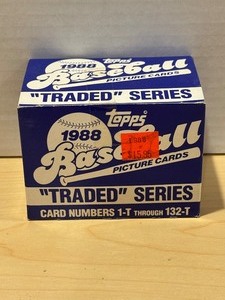 topps
1988
Baseball
PICTURE CARDS
"TRADED" SERIES
topps
1988
Baseball
PICTURE CARDS
"TRADED" SERIES
CARD NUMBERS 1-T THROUGH 132-T